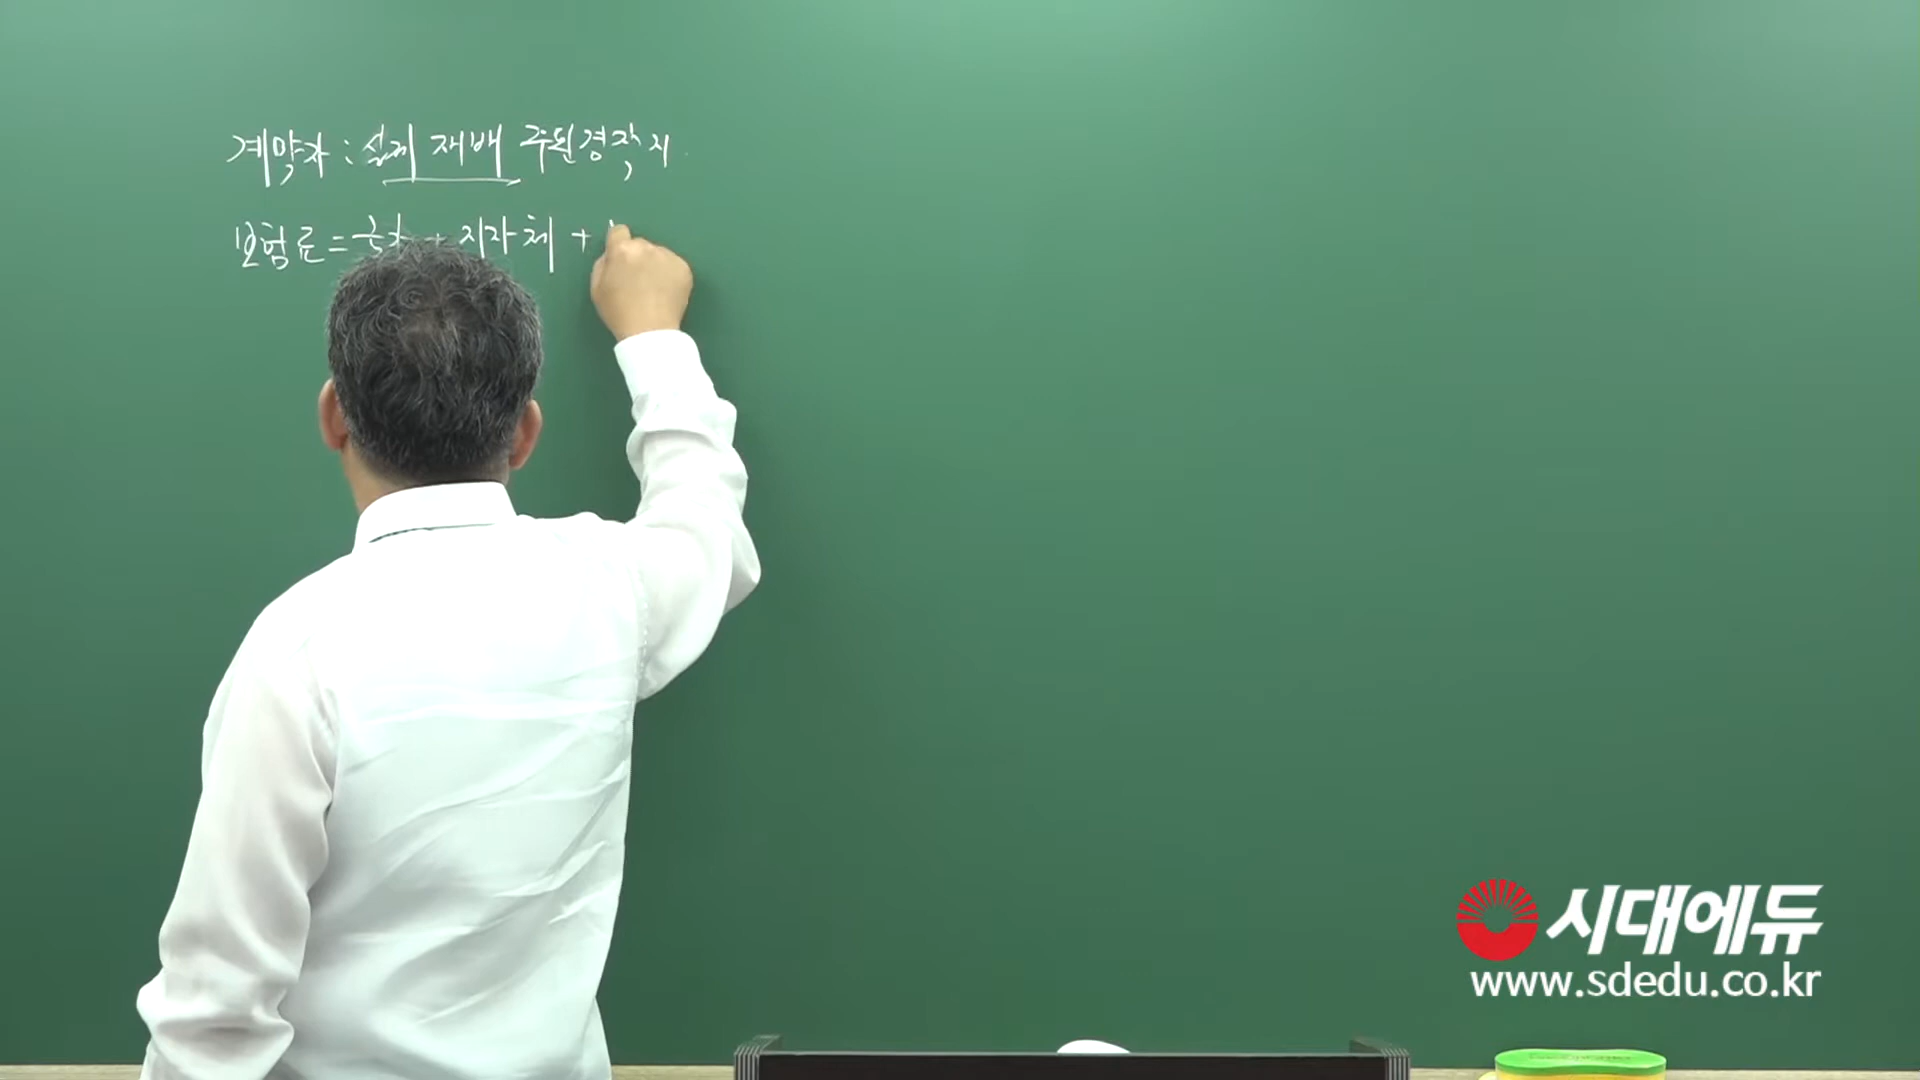 계약자 : 실제 재배 주된경작지
보험료 = 국가 + 지자체 +
시대에듀
www.sdedu.co.kr